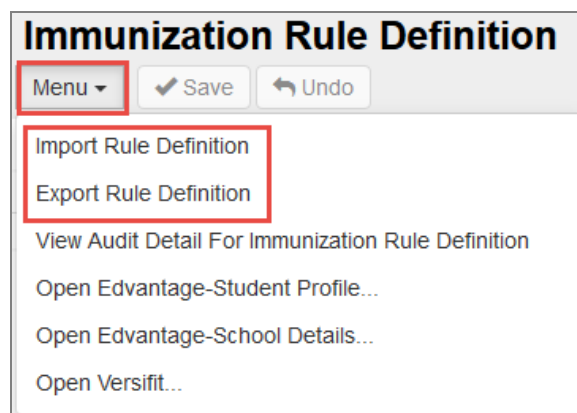 Immunization Rule Definition
Menu Save Undo
Import Rule Definition
Export Rule Definition
View Audit Detail For Immunization Rule Definition
Open Edvantage-Student Profile...
Open Edvantage-School Details...
Open Versifit...